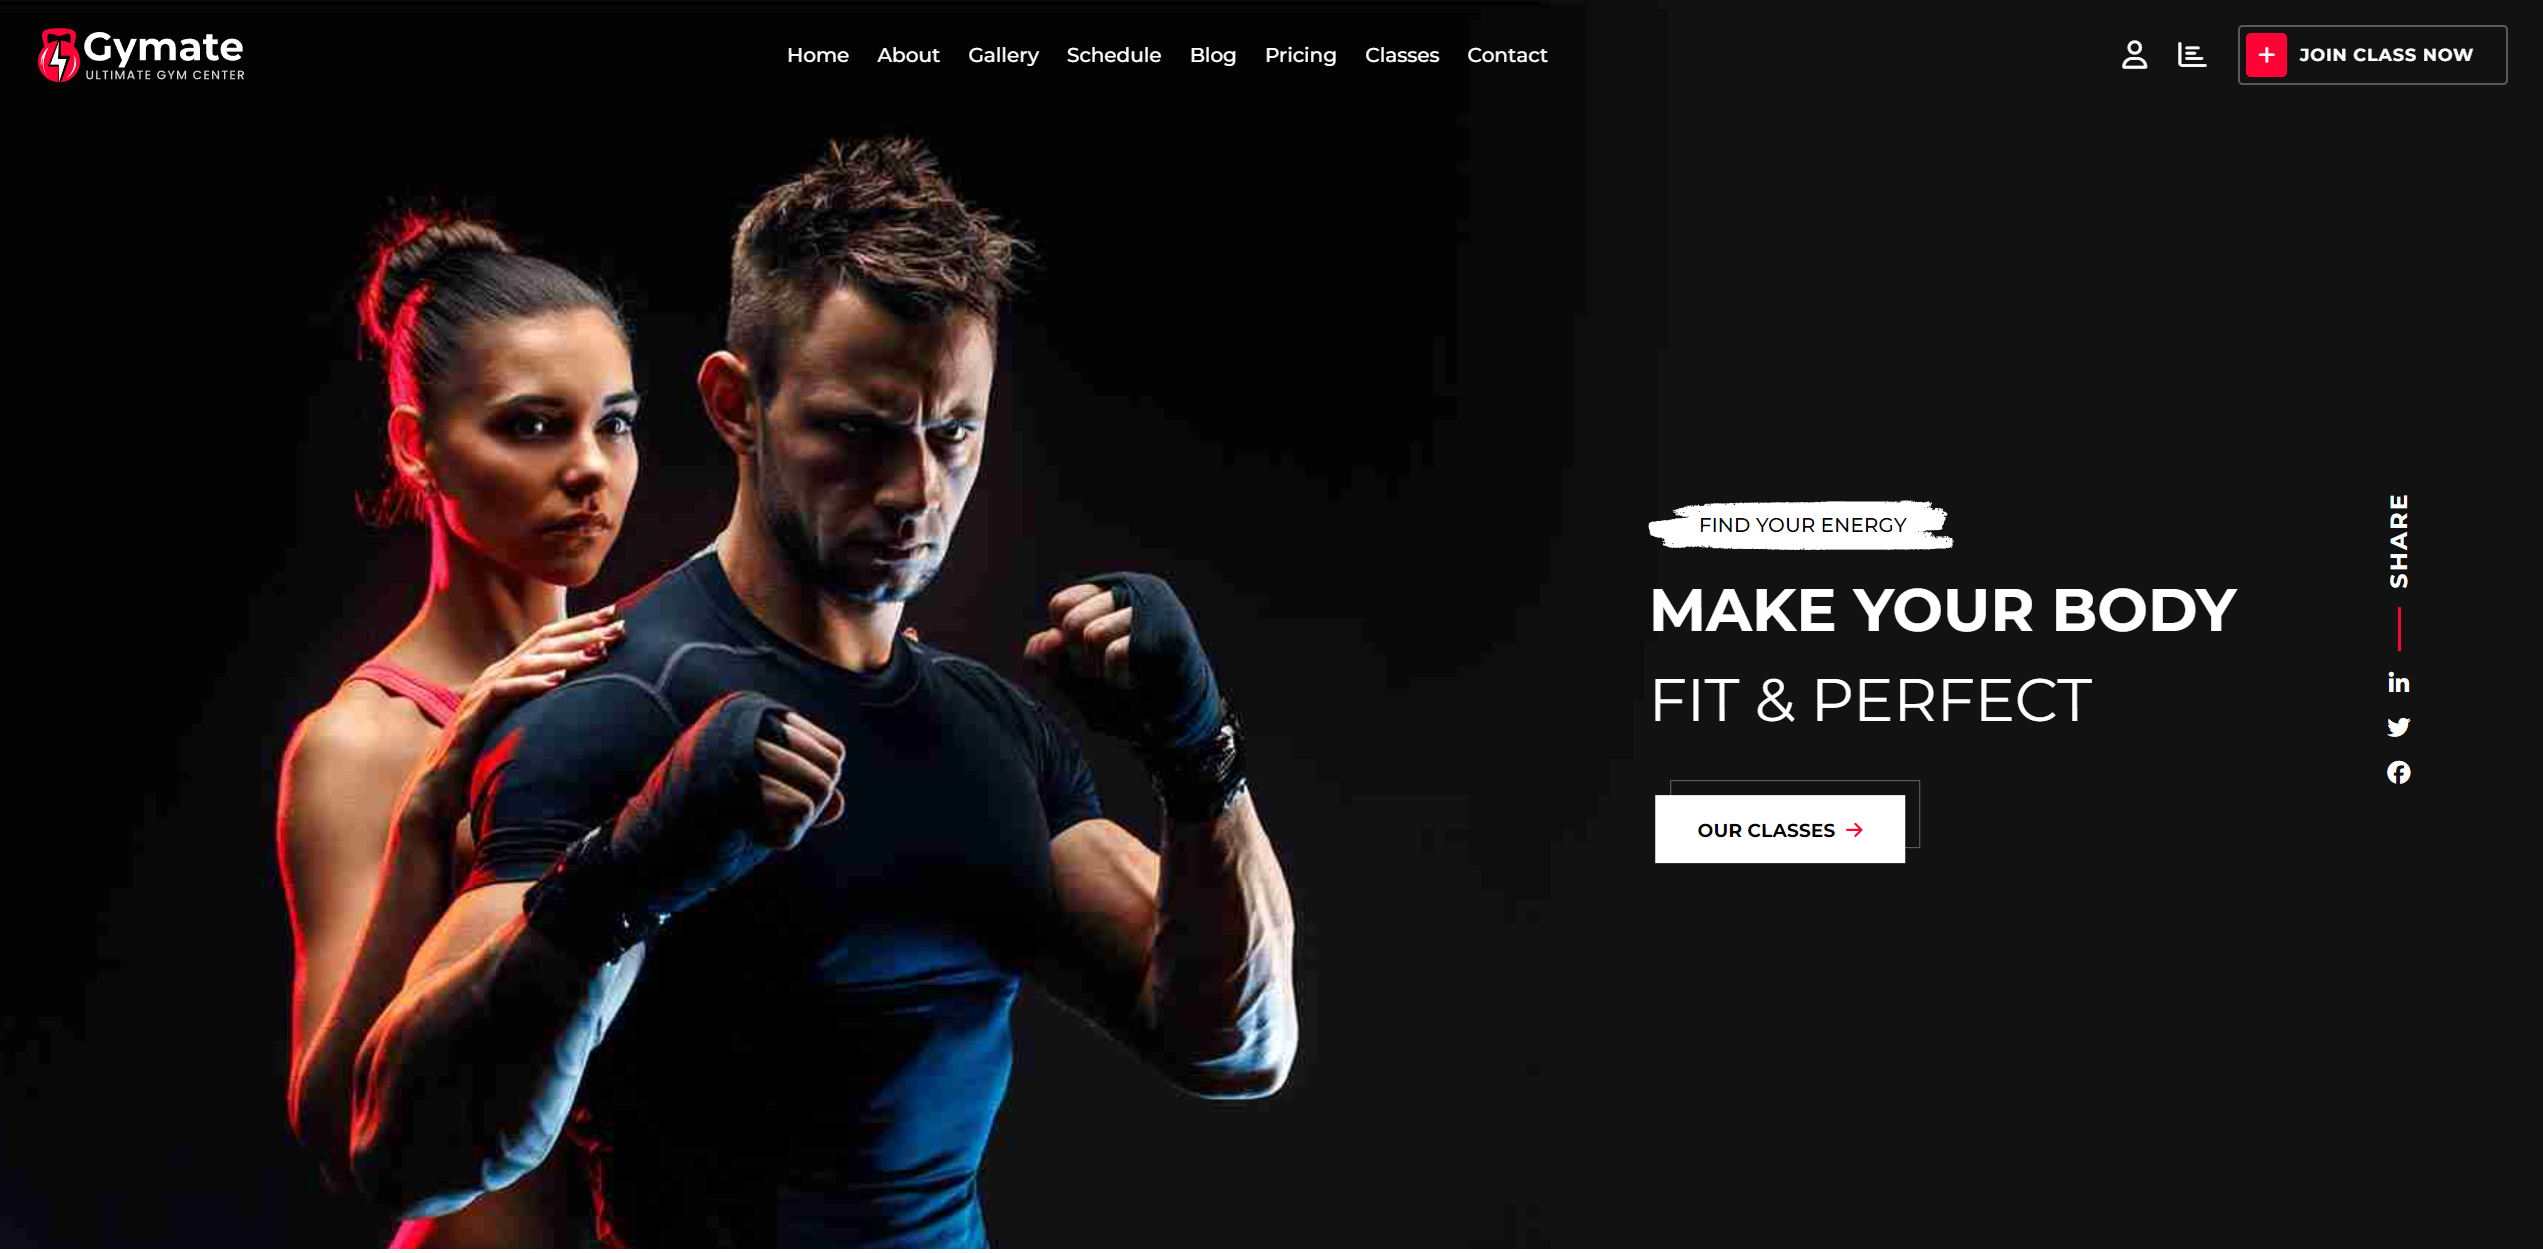 Gymate
ULTIMATE GYM CENTER
Home About Gallery Schedule Blog Pricing Classes Contact
JOIN CLASS NOW
FIND YOUR ENERGY
MAKE YOUR BODY
FIT & PERFECT
OUR CLASSES
SHARE